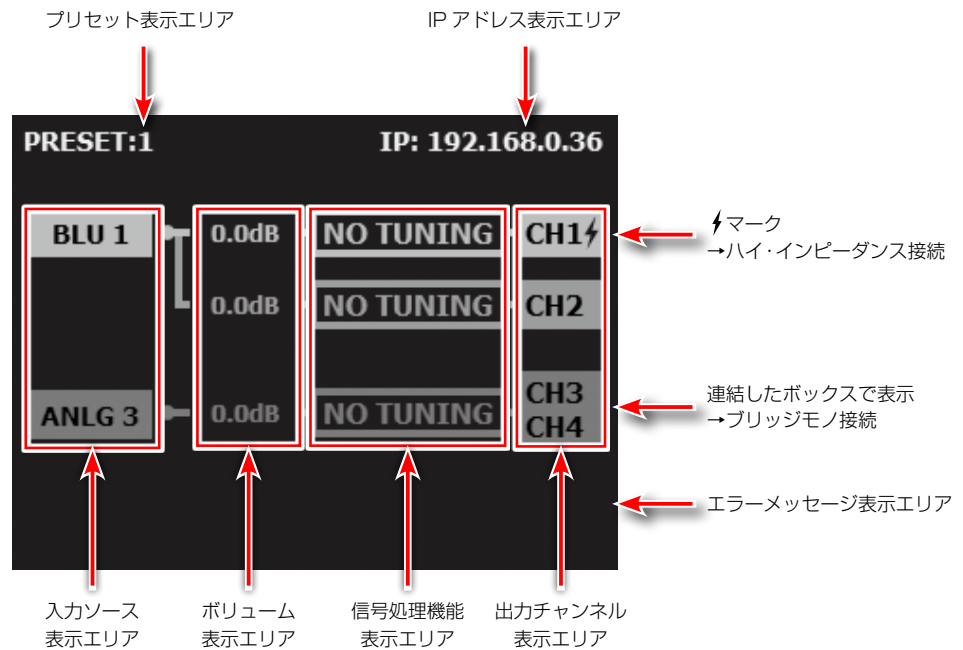 プリセット表示エリア
IP アドレス表示エリア
PRESET:1
IP: 192.168.0.36
BLU 1
0.0dB
NO TUNING
CH1
マーク
→ハイ・インピーダンス接続
0.0dB
NO TUNING
CH2
ANLG 3
0.0dB
NO TUNING
CH3
CH4
連結したボックスで表示
→ブリッジモノ接続
エラーメッセージ表示エリア
入力ソース
表示エリア
ボリューム
表示エリア
信号処理機能
表示エリア
出力チャンネル
表示エリア